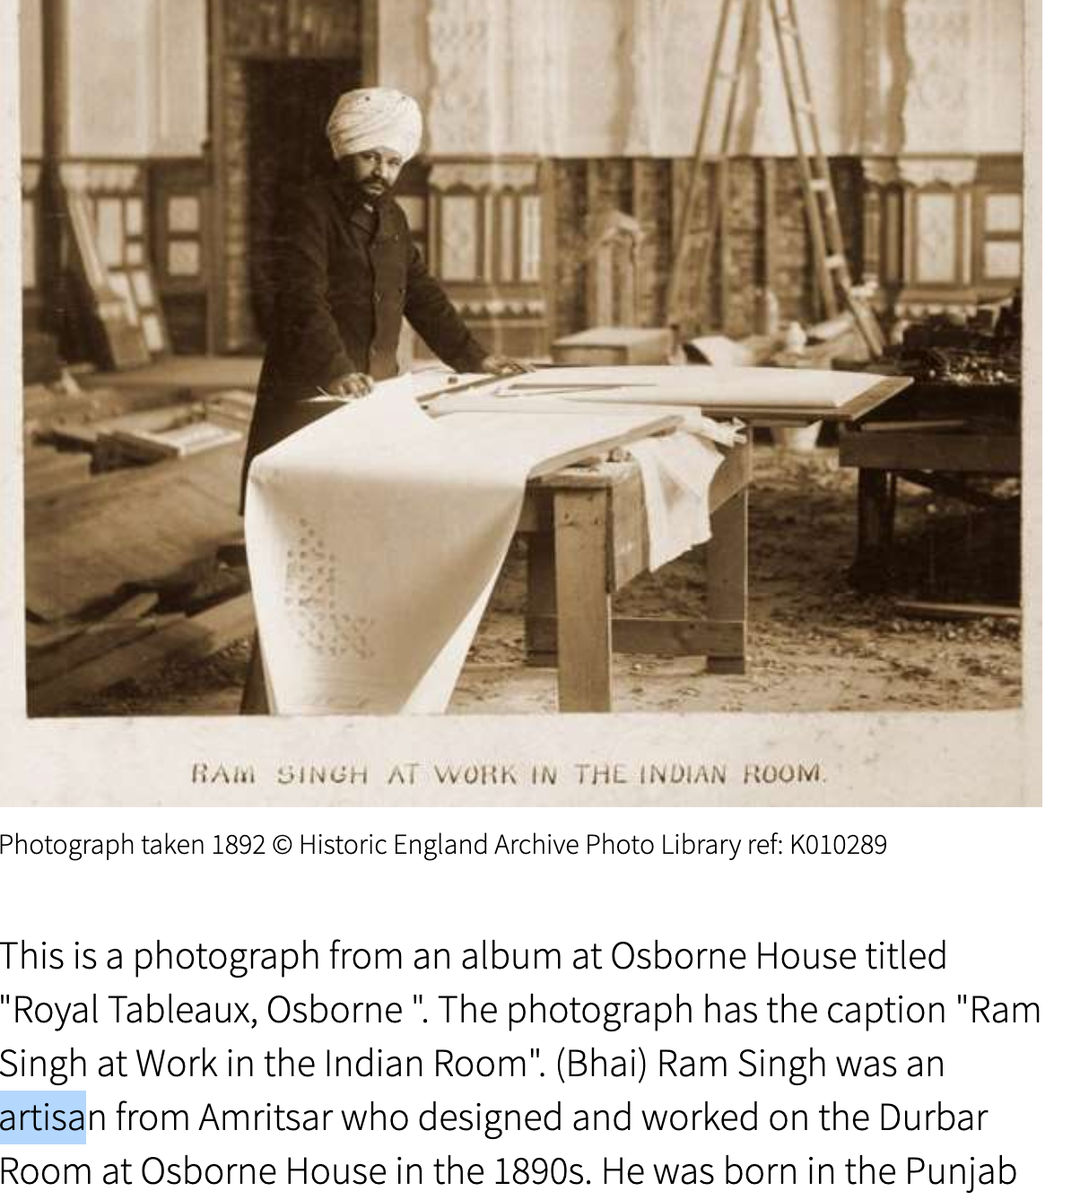 RAM SINGH AT WORK IN THE INDIAN ROOM.
Photograph taken 1892 © Historic England Archive Photo Library ref: K010289
This is a photograph from an album at Osborne House titled
"Royal Tableaux, Osborne ". The photograph has the caption "Ram
Singh at Work in the Indian Room". (Bhai) Ram Singh was an
artisan from Amritsar who designed and worked on the Durbar
Room at Osborne House in the 1890s. He was born in the Punjab